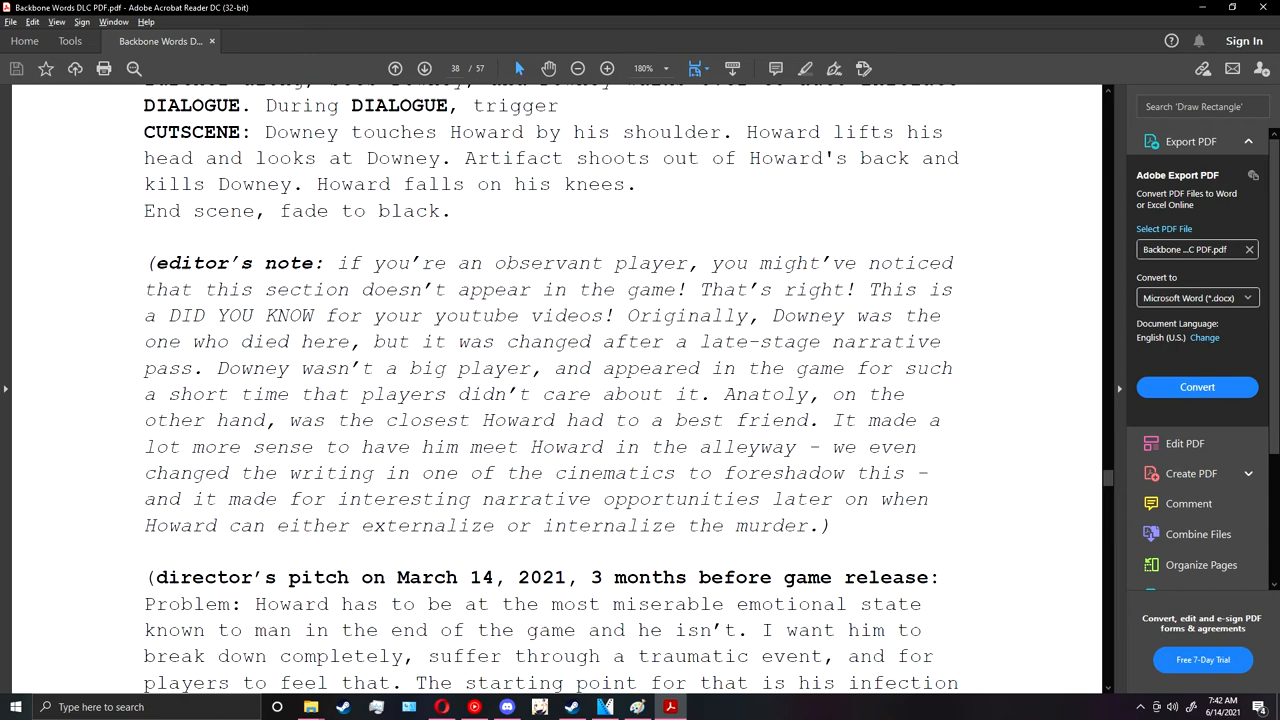 Backbone Words DLC PDF.pdf - Adobe Acrobat Reader DC (32-bit)
File Edit View Sign Window Help
Home Tools Backbone Words D... × Sign In
38 / 57 180%
DIALOGUE. During DIALOGUE, trigger
CUTSCENE: Downey touches Howard by his shoulder. Howard lifts his
head and looks at Downey. Artifact shoots out of Howard's back and
kills Downey. Howard falls on his knees.
End scene, fade to black.
(editor's note: if you're an observant player, you might've noticed
that this section doesn't appear in the game! That's right! This is
a DID YOU KNOW for your youtube videos! Originally, Downey was the
one who died here, but it was changed after a late-stage narrative
pass. Downey wasn't a big player, and appeared in the game for such
a short time that players didn't care about it. Anatoly, on the
other hand, was the closest Howard had to a best friend. It made a
lot more sense to have him meet Howard in the alleyway - we even
changed the writing in one of the cinematics to foreshadow this -
and it made for interesting narrative opportunities later on when
Howard can either externalize or internalize the murder.)
(director's pitch on March 14, 2021, 3 months before game release:
Problem: Howard has to be at the most miserable emotional state
known to man in the end of the game and he isn't. I want him to
break down completely, suffer through a traumatic event, and for
players to feel that. The starting point for that is his infection
Search 'Draw Rectangle'
Export PDF
Adobe Export PDF
Convert PDF Files to Word
or Excel Online
Select PDF File
Backbone ...C PDF.pdf
Convert to
Microsoft Word (*.docx)
Document Language:
English (U.S.) Change
Convert
Edit PDF
Create PDF
Comment
Combine Files
Organize Pages
Convert, edit and e-sign PDF
forms & agreements
Free 7-Day Trial
Type here to search
7:42 AM
6/14/2021